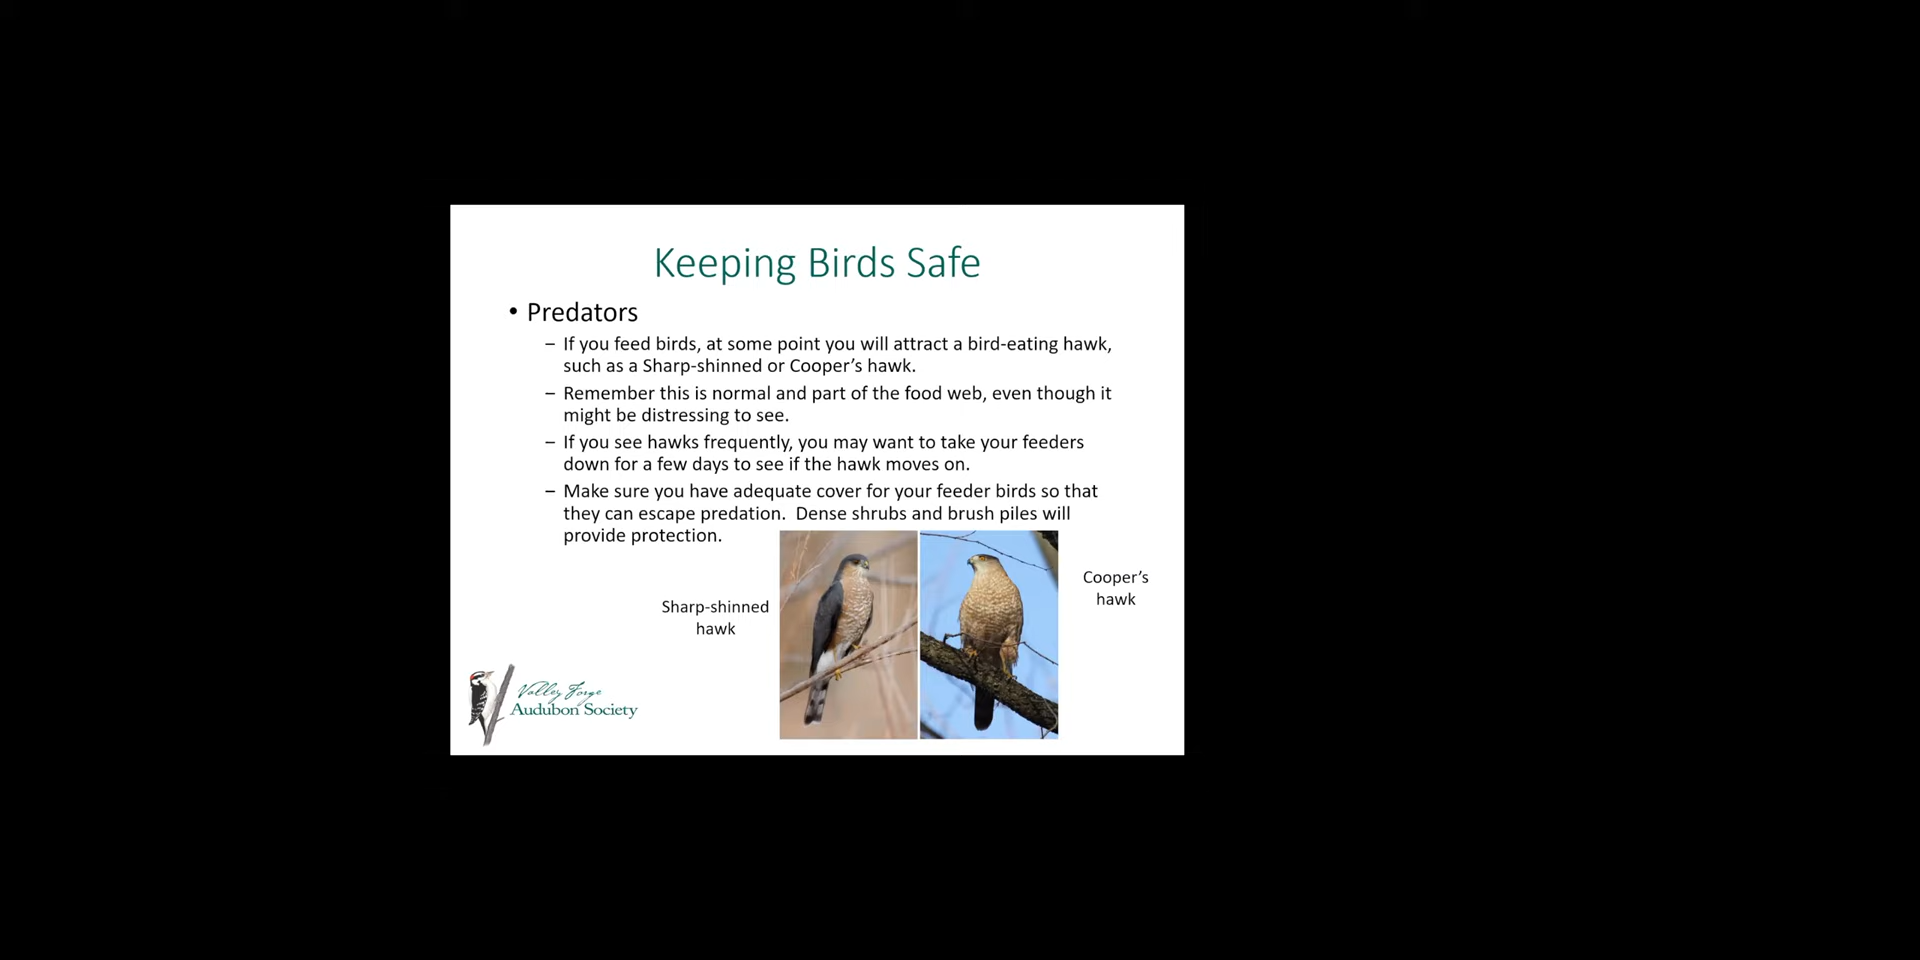 Keeping Birds Safe
• Predators
– If you feed birds, at some point you will attract a bird-eating hawk,
such as a Sharp-shinned or Cooper’s hawk.
– Remember this is normal and part of the food web, even though it
might be distressing to see.
– If you see hawks frequently, you may want to take your feeders
down for a few days to see if the hawk moves on.
– Make sure you have adequate cover for your feeder birds so that
they can escape predation.  Dense shrubs and brush piles will
provide protection.
Sharp-shinned
hawk
Cooper’s
hawk
Valley Forge
Audubon Society